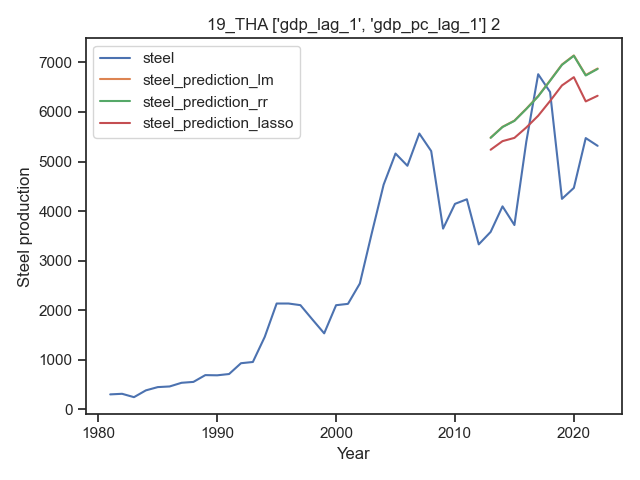 19_THA ['gdp_lag_1', 'gdp_pc_lag_1'] 2
steel
steel_prediction_lm
steel_prediction_rr
steel_prediction_lasso
Steel production
7000
6000
5000
4000
3000
2000
1000
0
1980
1990
2000
2010
2020
Year